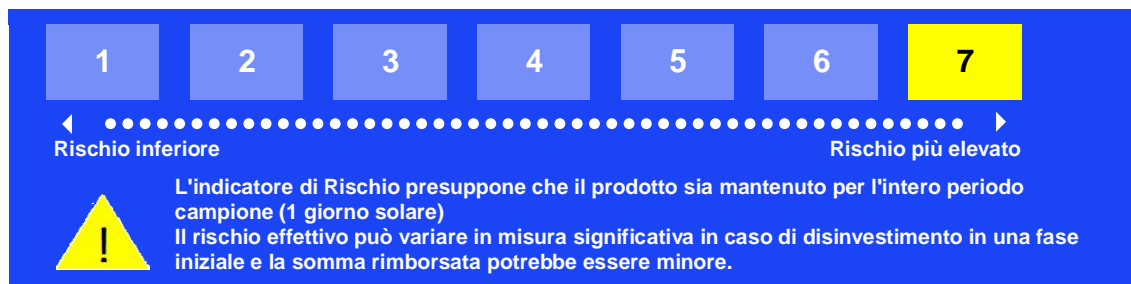 1 2 3 4 5 6 7
Rischio inferiore Rischio più elevato
L'indicatore di Rischio presuppone che il prodotto sia mantenuto per l'intero periodo
campione (1 giorno solare)
Il rischio effettivo può variare in misura significativa in caso di disinvestimento in una fase
iniziale e la somma rimborsata potrebbe essere minore.
!